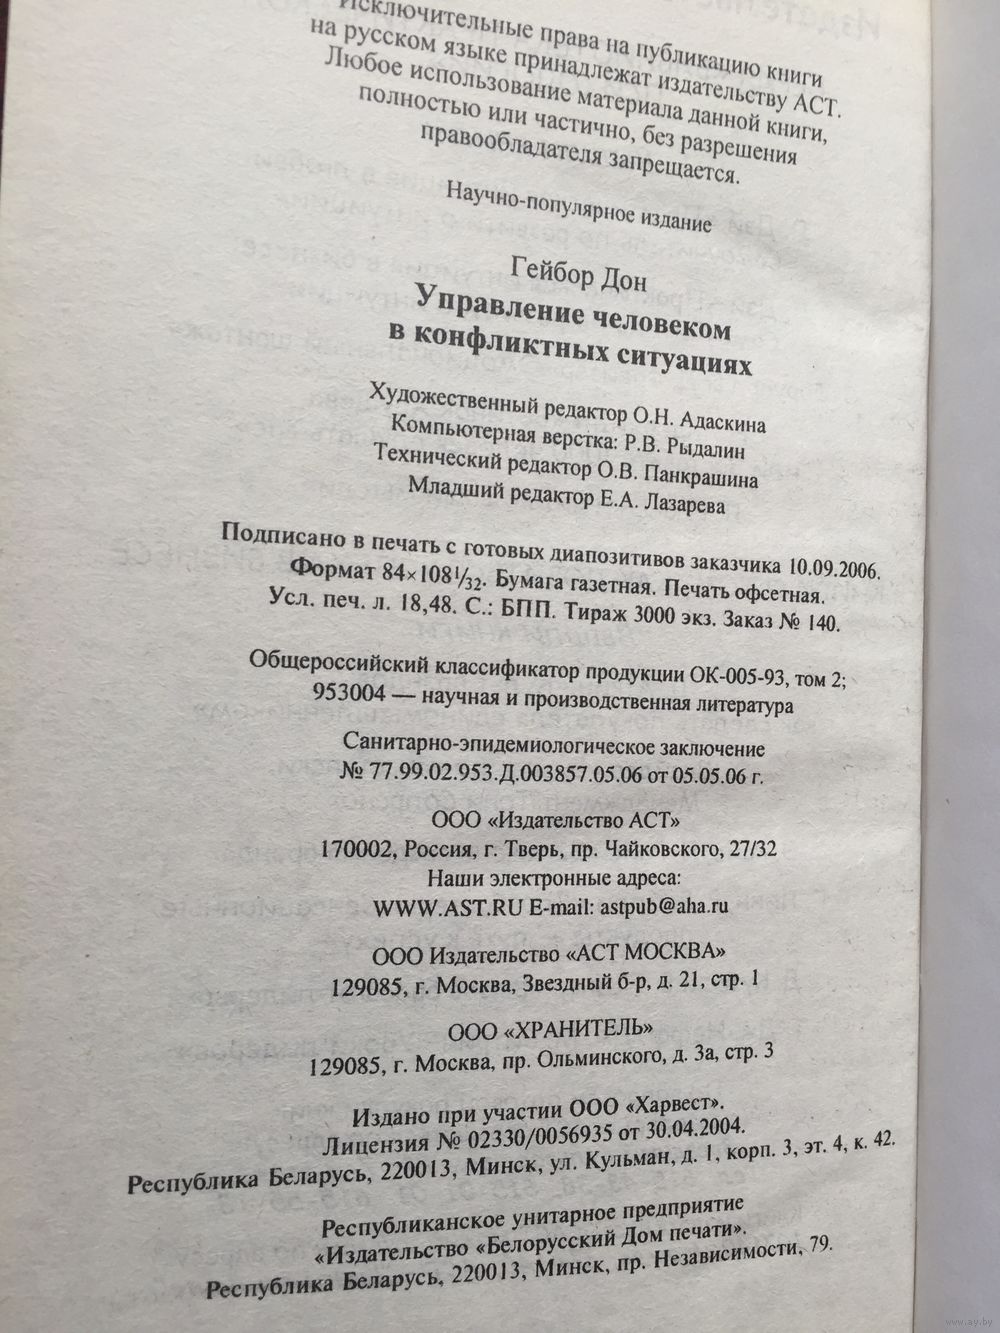 Исключительные права на публикацию книги
на русском языке принадлежат издательству АСТ.
Любое использование материала данной книги,
полностью или частично, без разрешения
правообладателя запрещается.
Научно-популярное издание
Гейбор Дон
Управление человеком
в конфликтных ситуациях
Художественный редактор О.Н. Адаскина
Компьютерная верстка: Р.В. Рыдалин
Технический редактор О.В. Панкрашина
Младший редактор Е.А. Лазарева
Подписано в печать с готовых диапозитивов заказчика 10.09.2006.
Формат 84×108 1/32. Бумага газетная. Печать офсетная.
Усл. печ. л. 18,48. С.: БПП. Тираж 3000 экз. Заказ № 140.
Общероссийский классификатор продукции ОК-005-93, том 2;
953004 — научная и производственная литература
Санитарно-эпидемиологическое заключение
№ 77.99.02.953.Д.003857.05.06 от 05.05.06 г.
ООО «Издательство АСТ»
170002, Россия, г. Тверь, пр. Чайковского, 27/32
Наши электронные адреса:
WWW.AST.RU E-mail: astpub@aha.ru
ООО Издательство «АСТ МОСКВА»
129085, г. Москва, Звездный б-р, д. 21, стр. 1
ООО «ХРАНИТЕЛЬ»
129085, г. Москва, пр. Ольминского, д. 3а, стр. 3
Издано при участии ООО «Харвест».
Лицензия № 02330/0056935 от 30.04.2004.
Республика Беларусь, 220013, Минск, ул. Кульман, д. 1, корп. 3, эт. 4, к. 42.
Республиканское унитарное предприятие
«Издательство «Белорусский Дом печати».
Республика Беларусь, 220013, Минск, пр. Независимости, 79.
www.ay.by